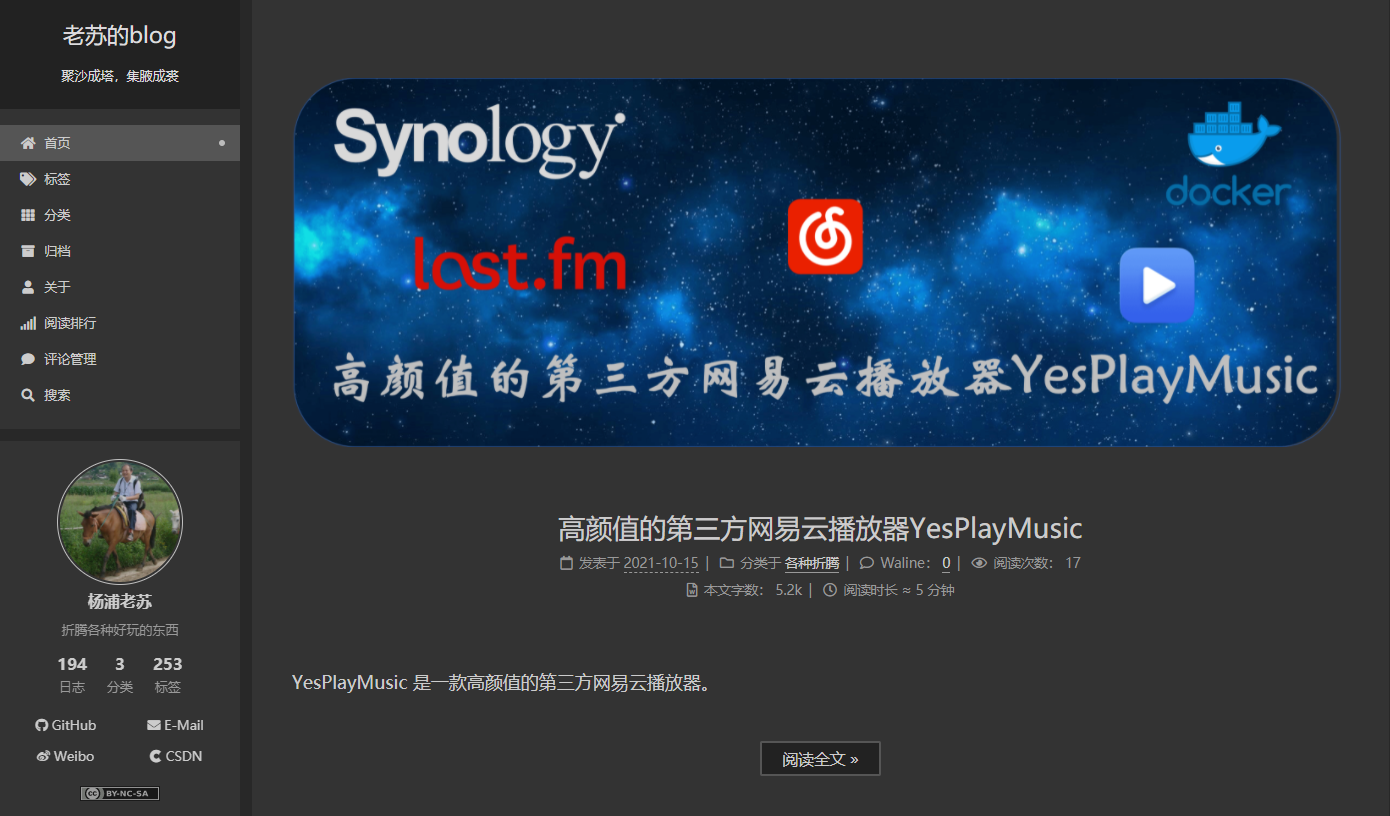 老苏的blog
聚沙成塔，集腋成裘
首页
标签
分类
归档
关于
阅读排行
评论管理
搜索
杨浦老苏
折腾各种好玩的东西
194 3 253
日志 分类 标签
GitHub E-Mail
Weibo CSDN
CC BY-NC-SA
Synology
docker
last.fm
高颜值的第三方网易云播放器YesPlayMusic
高颜值的第三方网易云播放器YesPlayMusic
发表于 2021-10-15 | 分类于 各种折腾 | Waline： 0 | 阅读次数： 17
本文字数： 5.2k | 阅读时长 ≈ 5 分钟
YesPlayMusic 是一款高颜值的第三方网易云播放器。
阅读全文 »